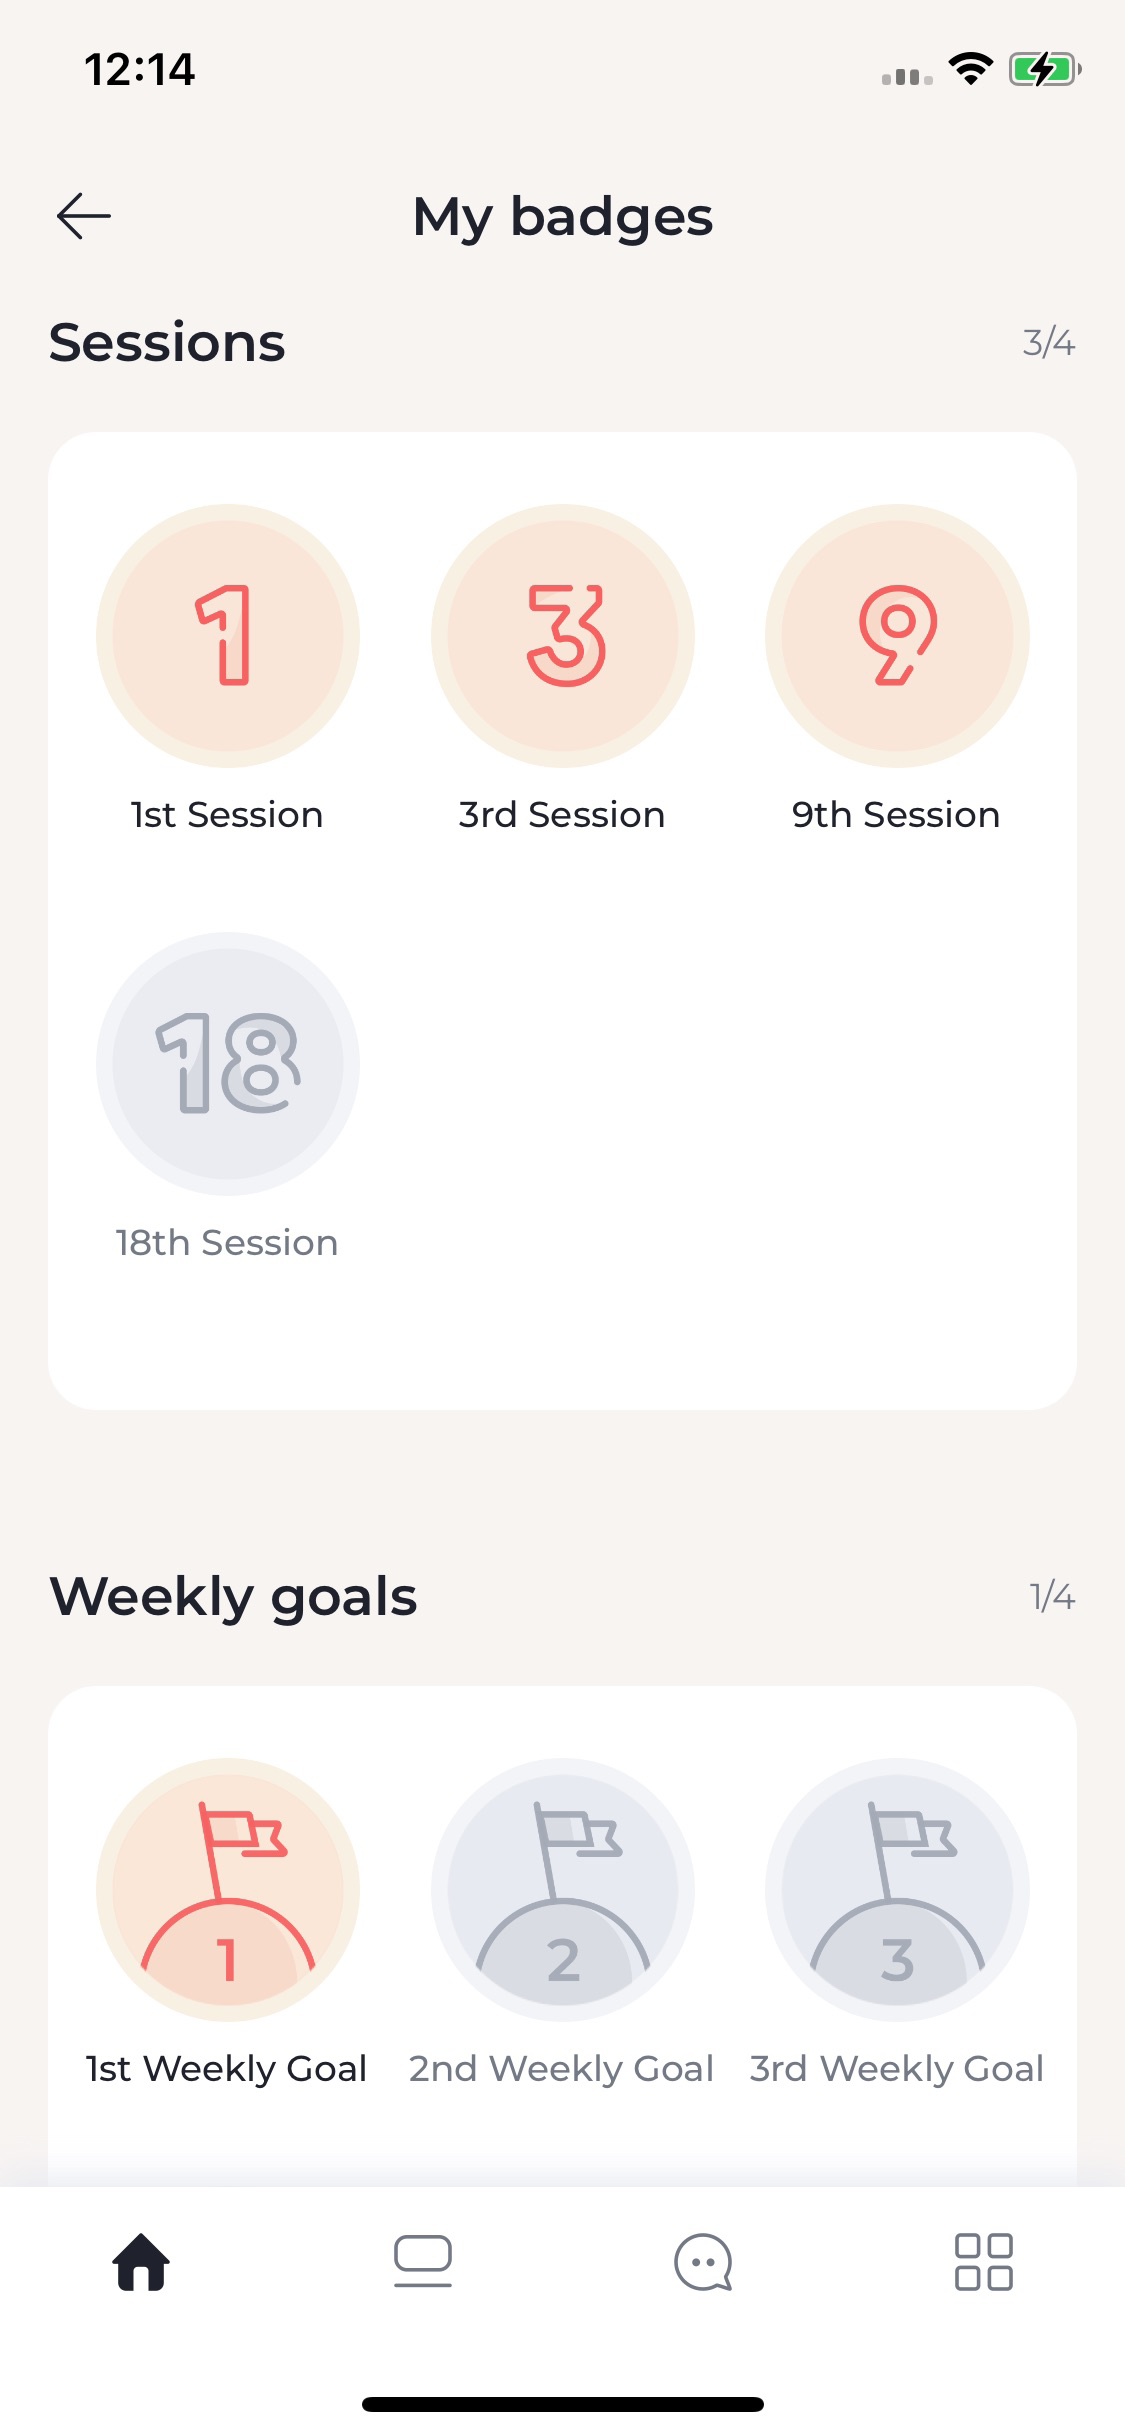 12:14
My badges
Sessions 3/4
1 3 9
1st Session 3rd Session 9th Session
18
18th Session
Weekly goals 1/4
1 2 3
1st Weekly Goal 2nd Weekly Goal 3rd Weekly Goal